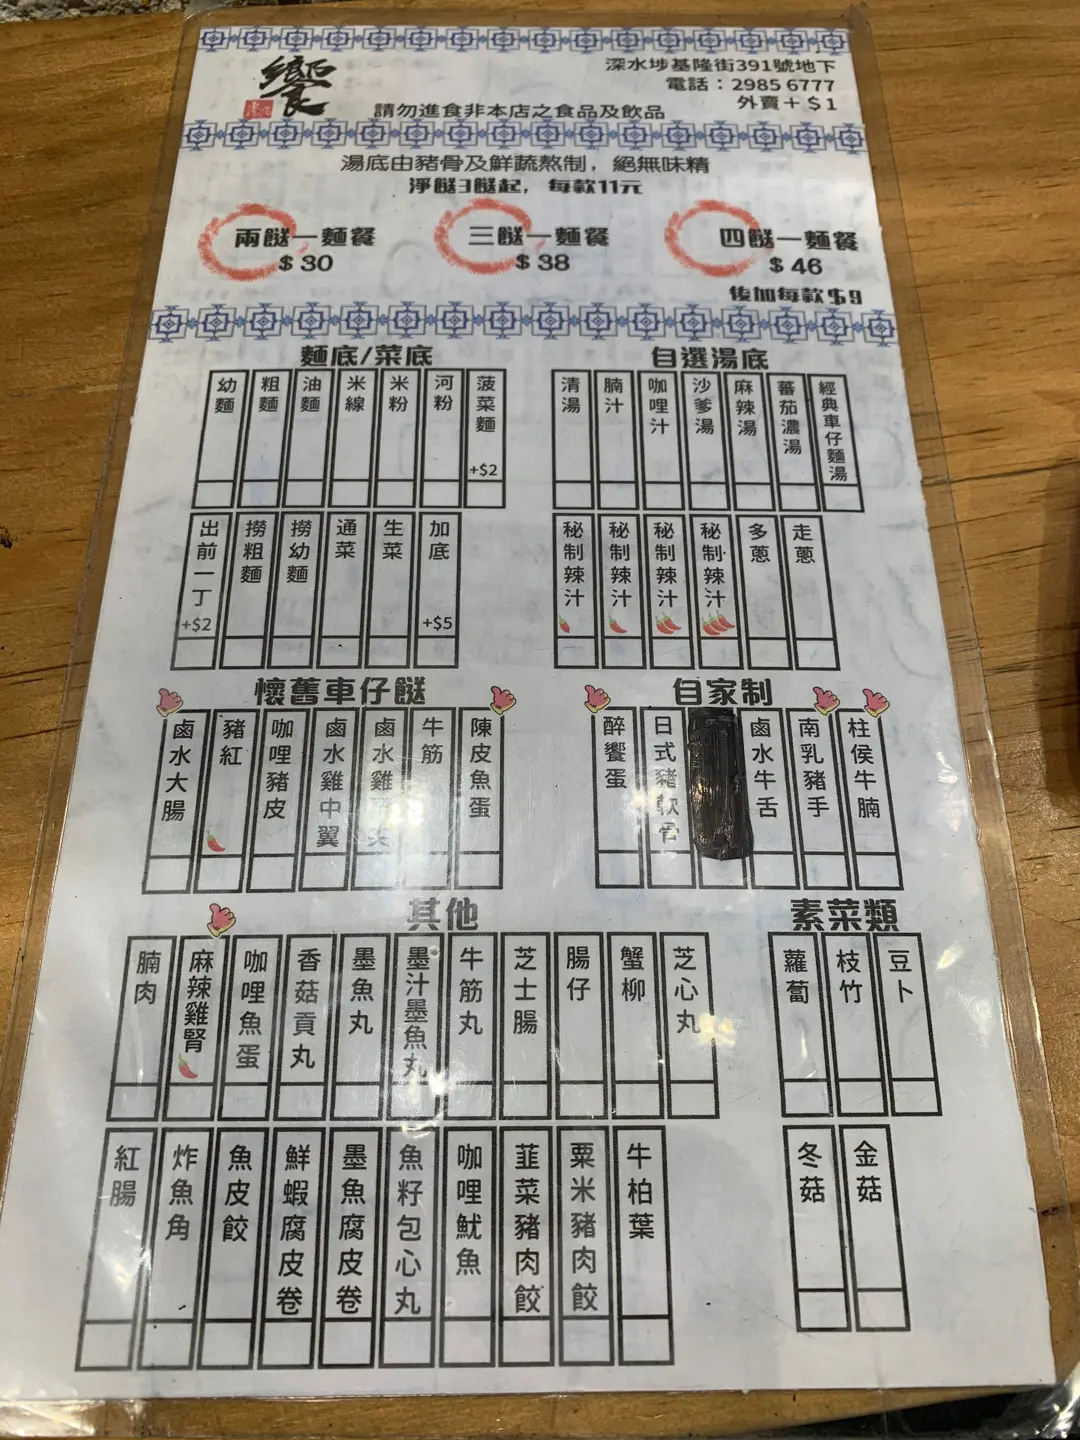 饗
深水埗基隆街391號地下
電話：2985 6777
外賣＋＄1
請勿進食非本店之食品及飲品
湯底由豬骨及鮮蔬熬制，絕無味精
淨餸3餸起，每款11元
兩餸一麵餐
＄30
三餸一麵餐
＄38
四餸一麵餐
＄46
後加每款＄9
麵底/菜底
幼麵
粗麵
油麵
米線
米粉
河粉
菠菜麵 +$2
出前一丁 +$2
撈粗麵
撈幼麵
通菜
生菜
加底 +$5
自選湯底
清湯
腩汁
咖哩汁
沙爹湯
麻辣湯
蕃茄濃湯
經典車仔麵湯
秘制辣汁
秘制辣汁
秘制辣汁
秘制辣汁
多蔥
走蔥
懷舊車仔餸
鹵水大腸
豬紅
咖哩豬皮
鹵水雞中翼
鹵水雞尖
牛筋
陳皮魚蛋
自家制
醉饗蛋
日式豬軟骨
鹵水牛舌
南乳豬手
柱侯牛腩
其他
腩肉
麻辣雞腎
咖哩魚蛋
香菇貢丸
墨魚丸
墨汁墨魚丸
牛筋丸
芝士腸
腸仔
蟹柳
芝心丸
紅腸
炸魚角
魚皮餃
鮮蝦腐皮卷
墨魚腐皮卷
魚籽包心丸
咖哩魷魚
韮菜豬肉餃
粟米豬肉餃
牛柏葉
素菜類
蘿蔔
枝竹
豆卜
冬菇
金菇